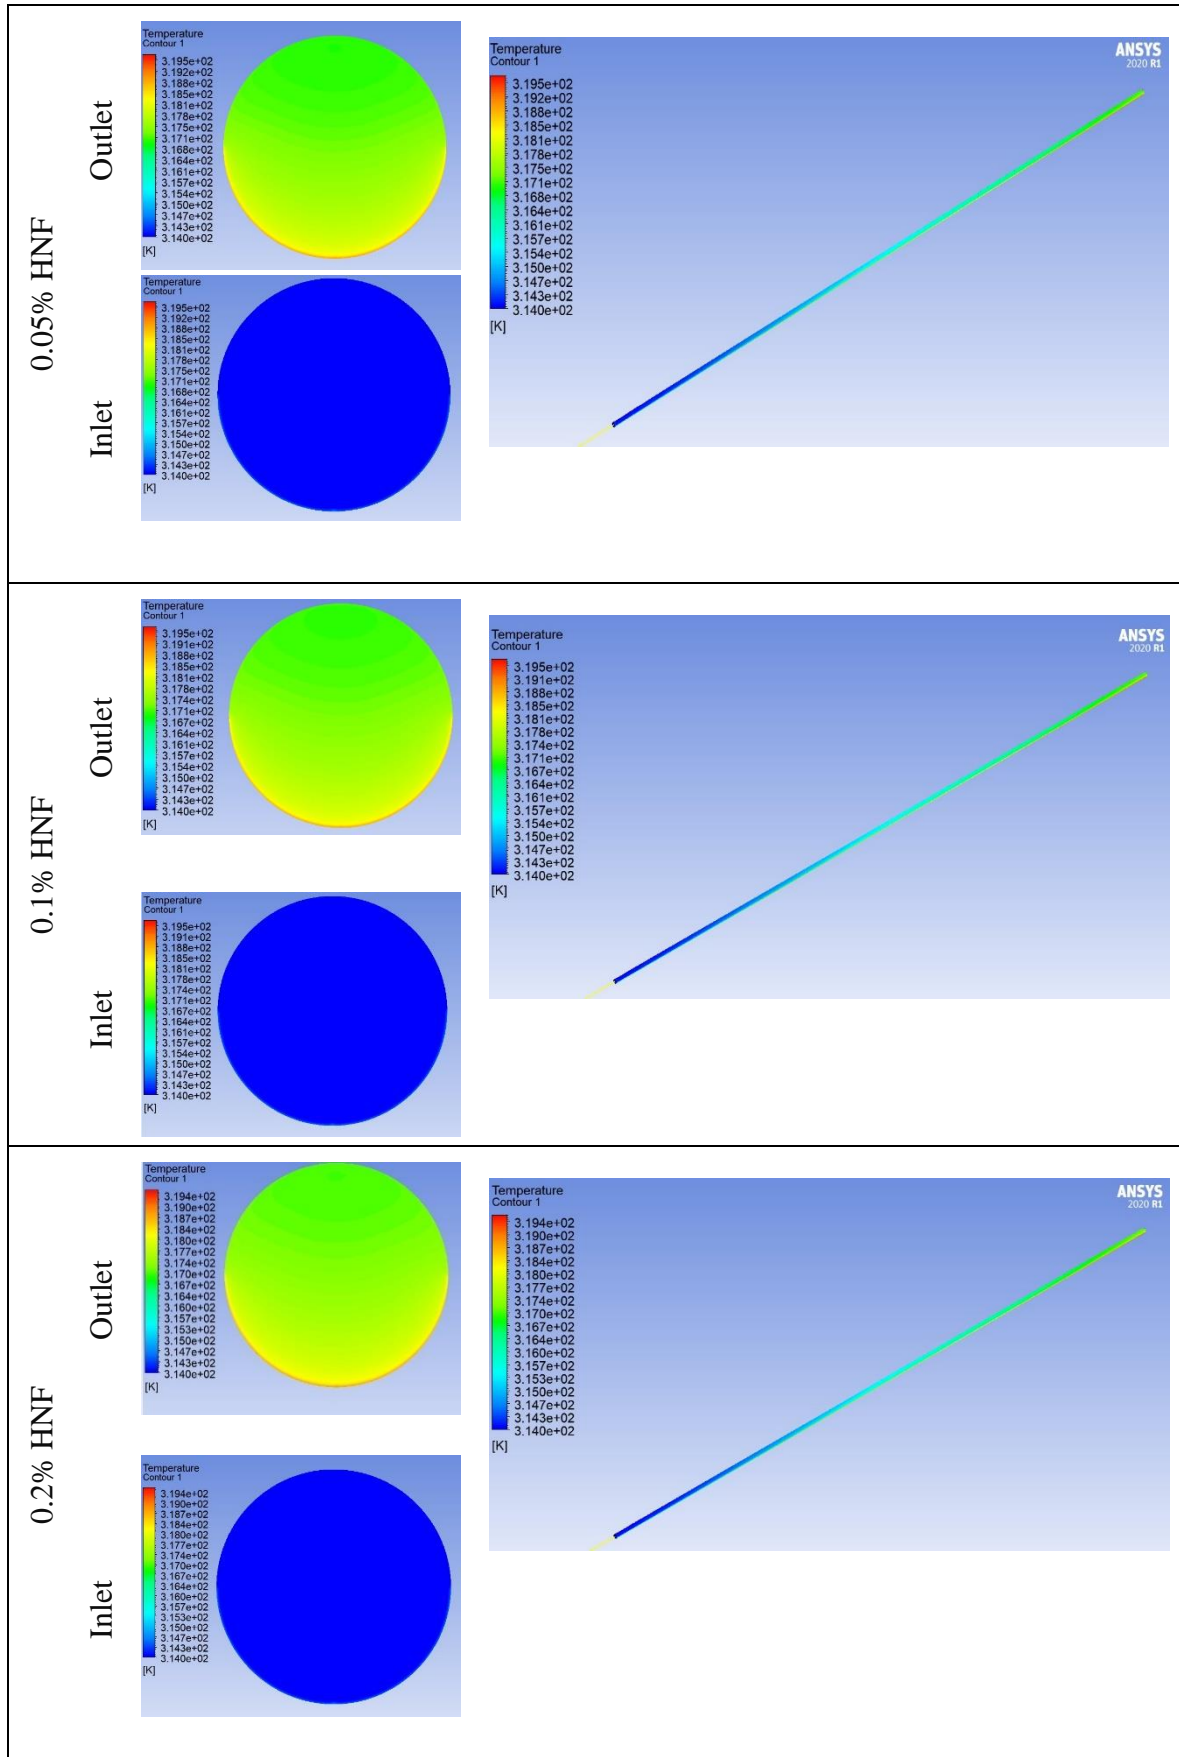 0.05% HNF
Outlet
Temperature
Contour 1
3.195e+02
3.192e+02
3.188e+02
3.185e+02
3.181e+02
3.178e+02
3.175e+02
3.171e+02
3.168e+02
3.164e+02
3.161e+02
3.157e+02
3.154e+02
3.150e+02
3.147e+02
3.143e+02
3.140e+02
[K]
Inlet
Temperature
Contour 1
3.195e+02
3.192e+02
3.188e+02
3.185e+02
3.181e+02
3.178e+02
3.175e+02
3.171e+02
3.168e+02
3.164e+02
3.161e+02
3.157e+02
3.154e+02
3.150e+02
3.147e+02
3.143e+02
3.140e+02
[K]
Temperature
Contour 1
3.195e+02
3.192e+02
3.188e+02
3.185e+02
3.181e+02
3.178e+02
3.175e+02
3.171e+02
3.168e+02
3.164e+02
3.161e+02
3.157e+02
3.154e+02
3.150e+02
3.147e+02
3.143e+02
3.140e+02
[K]
ANSYS
2020 R1
0.1% HNF
Outlet
Temperature
Contour 1
3.195e+02
3.191e+02
3.188e+02
3.185e+02
3.181e+02
3.178e+02
3.174e+02
3.171e+02
3.167e+02
3.164e+02
3.161e+02
3.157e+02
3.154e+02
3.150e+02
3.147e+02
3.143e+02
3.140e+02
[K]
Inlet
Temperature
Contour 1
3.195e+02
3.191e+02
3.188e+02
3.185e+02
3.181e+02
3.178e+02
3.174e+02
3.171e+02
3.167e+02
3.164e+02
3.161e+02
3.157e+02
3.154e+02
3.150e+02
3.147e+02
3.143e+02
3.140e+02
[K]
Temperature
Contour 1
3.195e+02
3.191e+02
3.188e+02
3.185e+02
3.181e+02
3.178e+02
3.174e+02
3.171e+02
3.167e+02
3.164e+02
3.161e+02
3.157e+02
3.154e+02
3.150e+02
3.147e+02
3.143e+02
3.140e+02
[K]
ANSYS
2020 R1
0.2% HNF
Outlet
Temperature
Contour 1
3.194e+02
3.190e+02
3.187e+02
3.184e+02
3.180e+02
3.177e+02
3.174e+02
3.170e+02
3.167e+02
3.164e+02
3.160e+02
3.157e+02
3.153e+02
3.150e+02
3.147e+02
3.143e+02
3.140e+02
[K]
Inlet
Temperature
Contour 1
3.194e+02
3.190e+02
3.187e+02
3.184e+02
3.180e+02
3.177e+02
3.174e+02
3.170e+02
3.167e+02
3.164e+02
3.160e+02
3.157e+02
3.153e+02
3.150e+02
3.147e+02
3.143e+02
3.140e+02
[K]
Temperature
Contour 1
3.194e+02
3.190e+02
3.187e+02
3.184e+02
3.180e+02
3.177e+02
3.174e+02
3.170e+02
3.167e+02
3.164e+02
3.160e+02
3.157e+02
3.153e+02
3.150e+02
3.147e+02
3.143e+02
3.140e+02
[K]
ANSYS
2020 R1